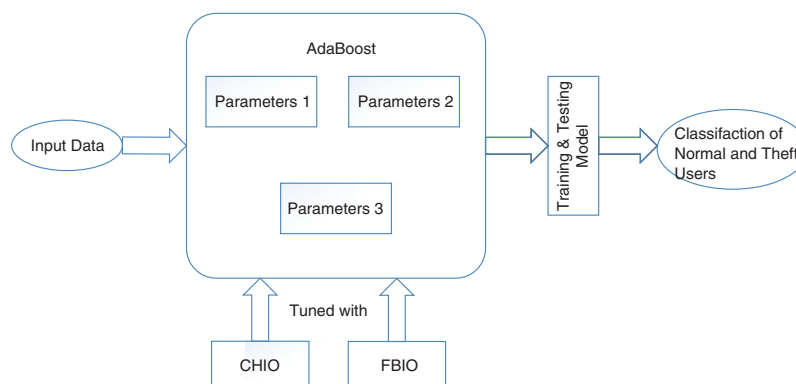 AdaBoost
Parameters 1
Parameters 2
Input Data
Parameters 3
Training & Testing
Model
Classifaction of
Normal and Theft
Users
Tuned with
CHIO
FBIO